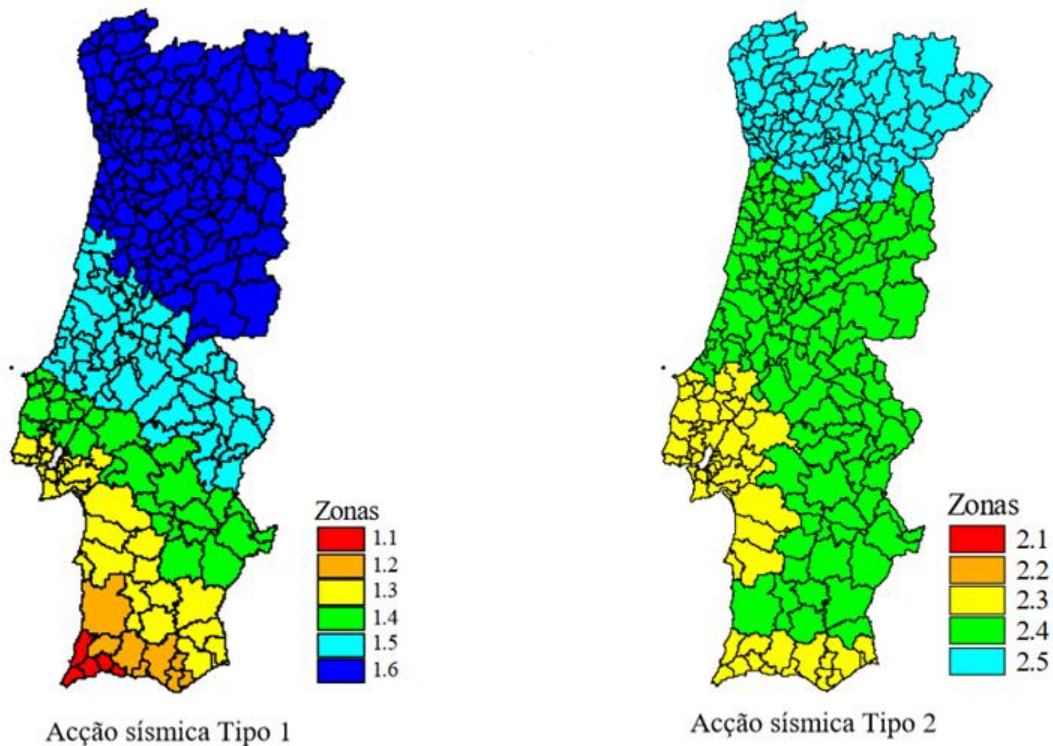 Zonas
1.1
1.2
1.3
1.4
1.5
1.6
Acção sísmica Tipo 1
Zonas
2.1
2.2
2.3
2.4
2.5
Acção sísmica Tipo 2